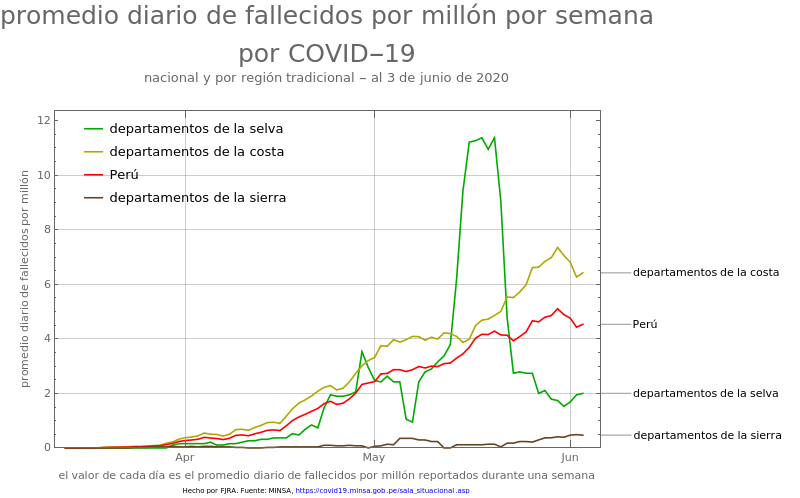 promedio diario de fallecidos por millón por semana
por COVID−19
nacional y por región tradicional − al 3 de junio de 2020
promedio diario de fallecidos por millón
12
10
8
6
4
2
0
departamentos de la selva
departamentos de la costa
Perú
departamentos de la sierra
departamentos de la costa
Perú
departamentos de la selva
departamentos de la sierra
Apr
May
Jun
el valor de cada día es el promedio diario de fallecidos por millón reportados durante una semana
Hecho por FJRA. Fuente: MINSA, https://covid19.minsa.gob.pe/sala_situacional.asp